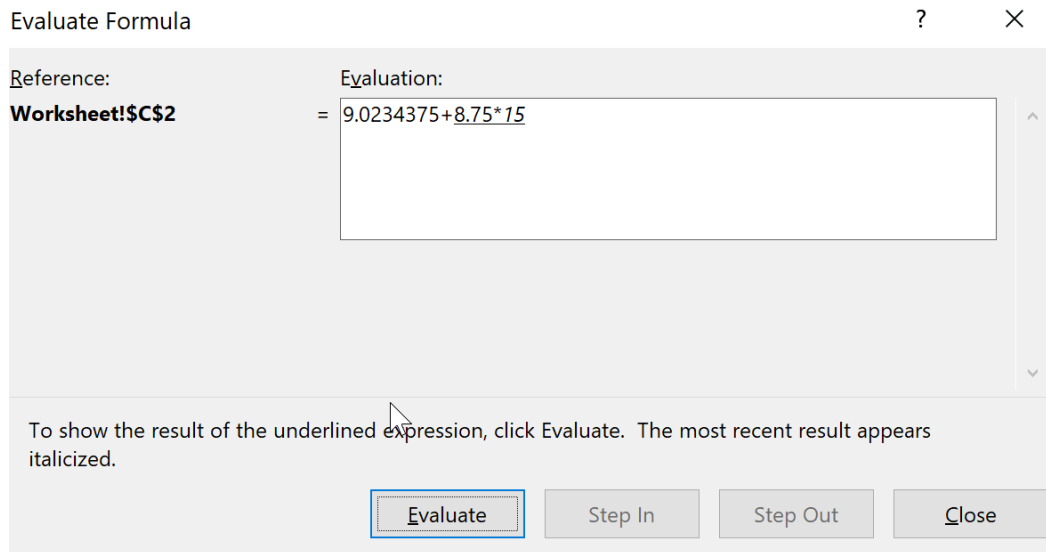 Evaluate Formula ? ×
Reference: Evaluation:
Worksheet!$C$2 = 9.0234375+8.75*15
To show the result of the underlined expression, click Evaluate. The most recent result appears
italicized.
Evaluate Step In Step Out Close